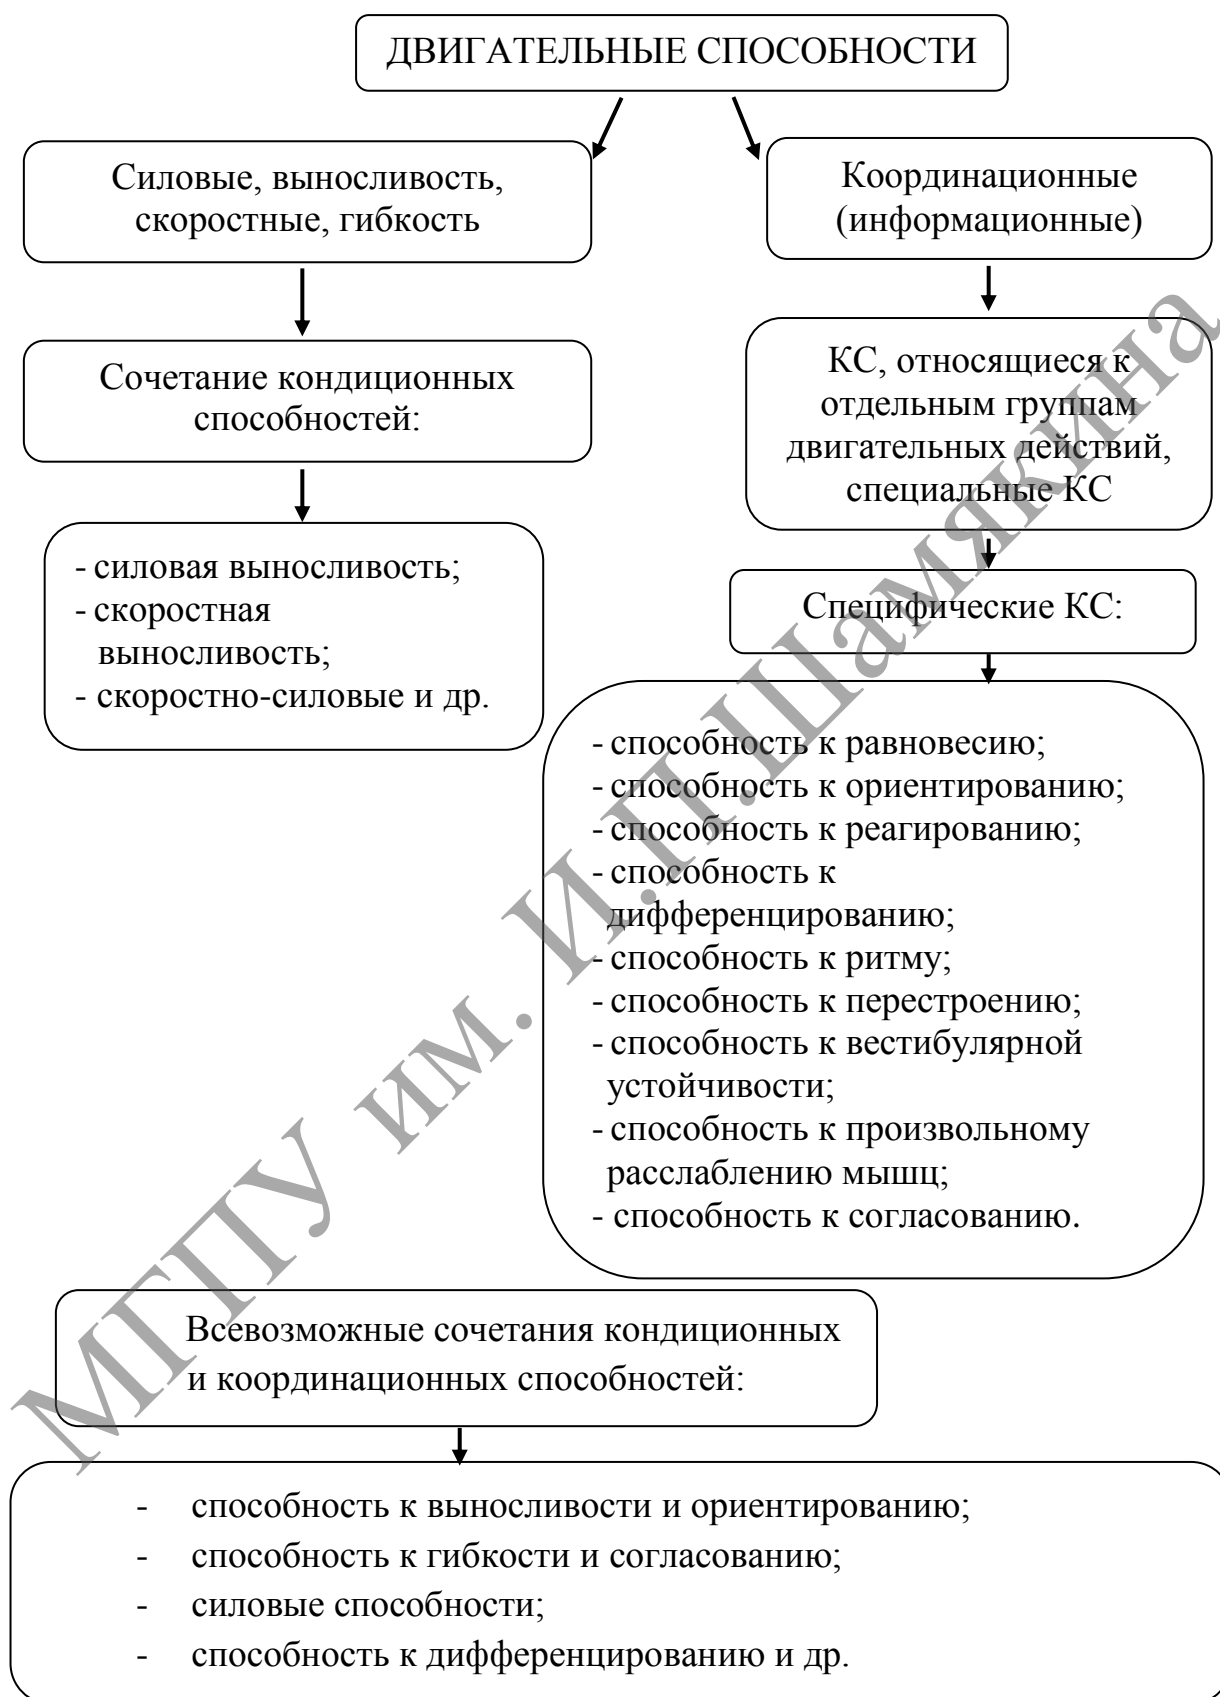 ДВИГАТЕЛЬНЫЕ СПОСОБНОСТИ
Силовые, выносливость,
скоростные, гибкость
Сочетание кондиционных
способностей:
- силовая выносливость;
- скоростная
выносливость;
- скоростно-силовые и др.
Координационные
(информационные)
КС, относящиеся к
отдельным группам
двигательных действий,
специальные КС
Специфические КС:
- способность к равновесию;
- способность к ориентированию;
- способность к реагированию;
- способность к
дифференцированию;
- способность к ритму;
- способность к перестроению;
- способность к вестибулярной
устойчивости;
- способность к произвольному
расслаблению мышц;
- способность к согласованию.
Всевозможные сочетания кондиционных
и координационных способностей:
- способность к выносливости и ориентированию;
- способность к гибкости и согласованию;
- силовые способности;
- способность к дифференцированию и др.
МГПУ им. И.П.Шамякина